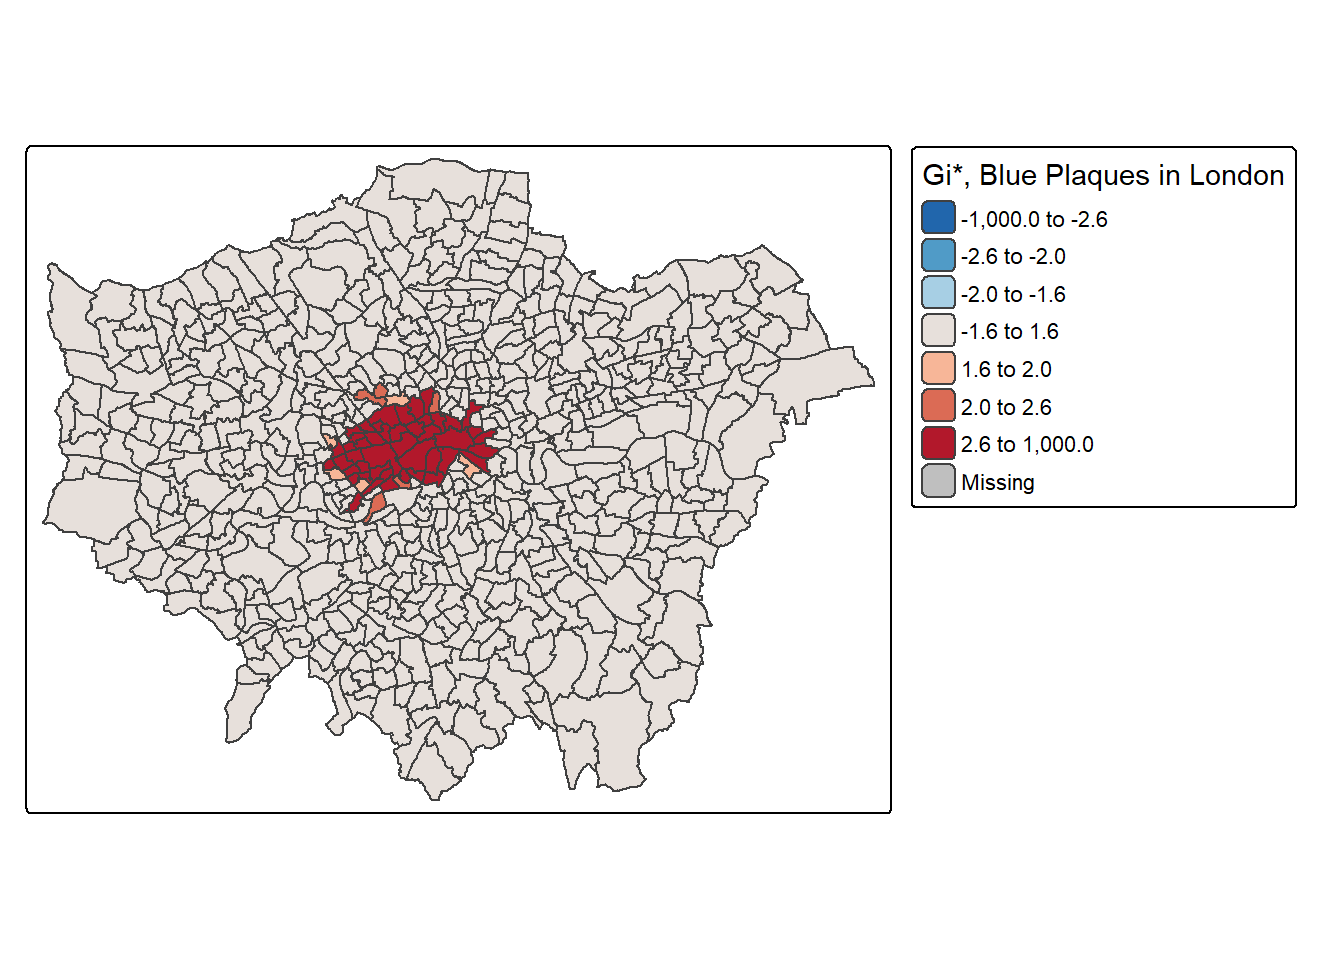 Gi*, Blue Plaques in London
-1,000.0 to -2.6
-2.6 to -2.0
-2.0 to -1.6
-1.6 to 1.6
1.6 to 2.0
2.0 to 2.6
2.6 to 1,000.0
Missing